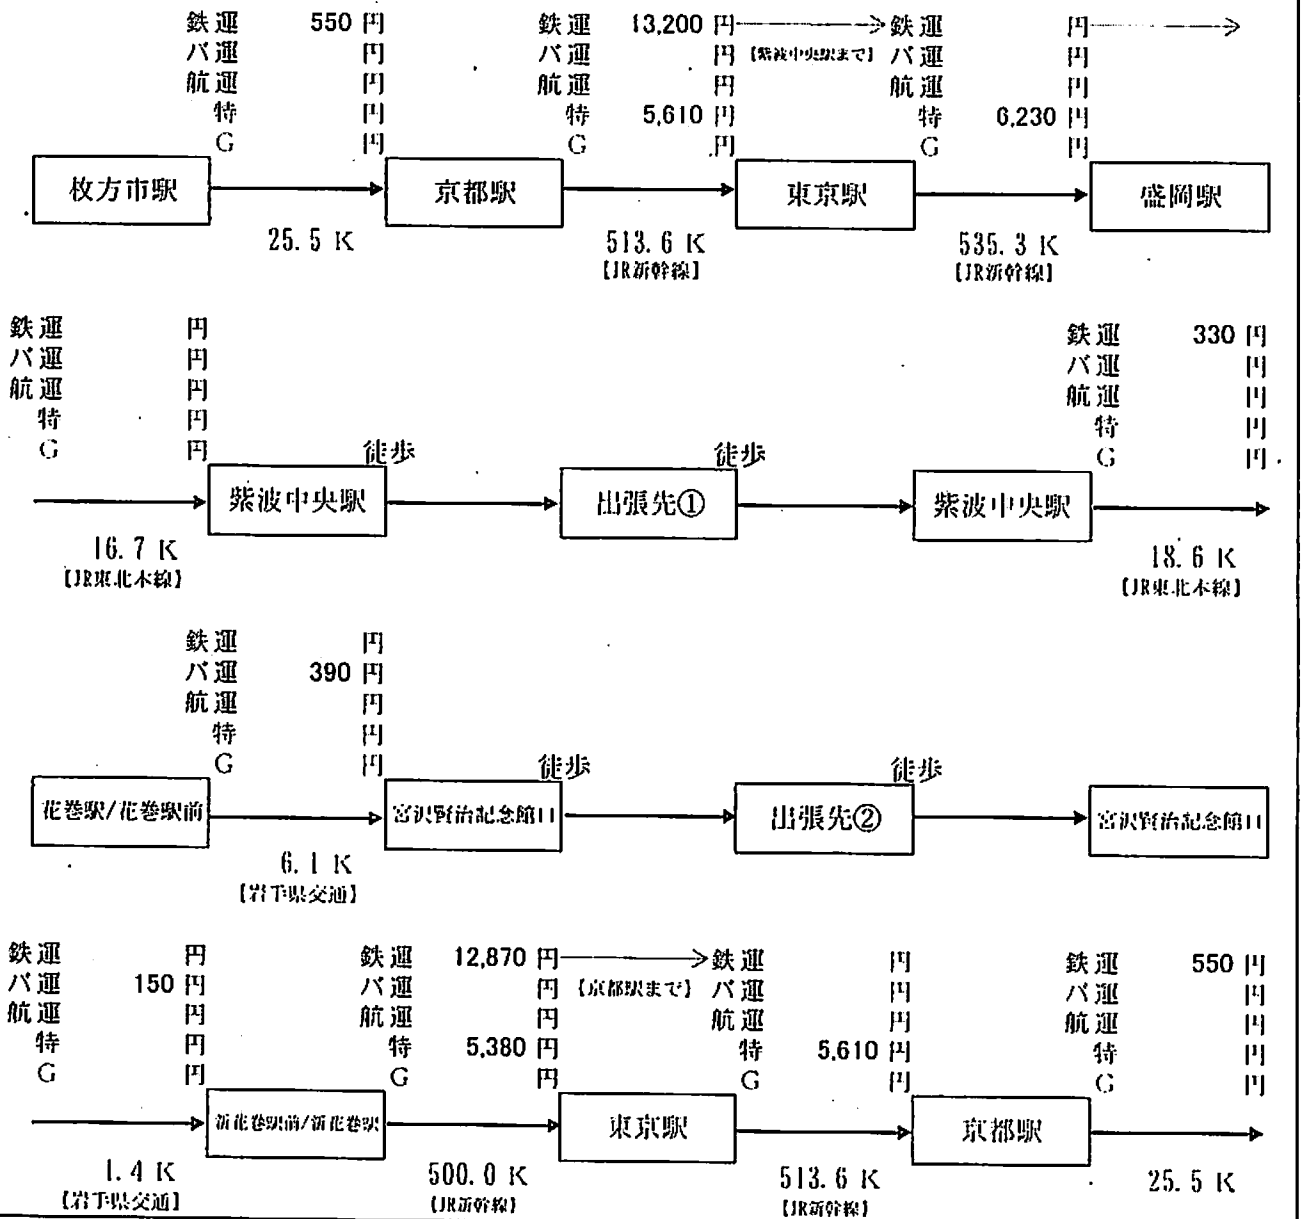 鉄運 550 円 鉄運 13,200 円 鉄運 円
バ運 円 バ運 円 【紫波中央駅まで】 バ運 円
航運 円 航運 円 航運 円
特 円 特 5,610 円 特 6,230 円
G 円 G 円 G 円
枚方市駅 京都駅 東京駅 盛岡駅
25.5 K 513.6 K 535.3 K
【JR新幹線】 【JR新幹線】
鉄運 円 鉄運 330 円
バ運 円 バ運 円
航運 円 航運 円
特 円 特 円
G 円 徒歩 徒歩 G 円
紫波中央駅 出張先① 紫波中央駅
16.7 K 18.6 K
【JR東北本線】 【JR東北本線】
鉄運 円
バ運 390 円
航運 円
特 円
G 円 徒歩 徒歩
花巻駅/花巻駅前 宮沢賢治記念館口 出張先② 宮沢賢治記念館口
6.1 K
【岩手県交通】
鉄運 円 鉄運 12,870 円 鉄運 円 鉄運 550 円
バ運 150 円 バ運 円 【京都駅まで】 バ運 円 バ運 円
航運 円 航運 円 航運 円 航運 円
特 円 特 5,380 円 特 5,610 円 特 円
G 円 G 円 G 円 G 円
新花巻駅前/新花巻駅 東京駅 京都駅
1.4 K 500.0 K 513.6 K 25.5 K
【岩手県交通】 【JR新幹線】 【JR新幹線】